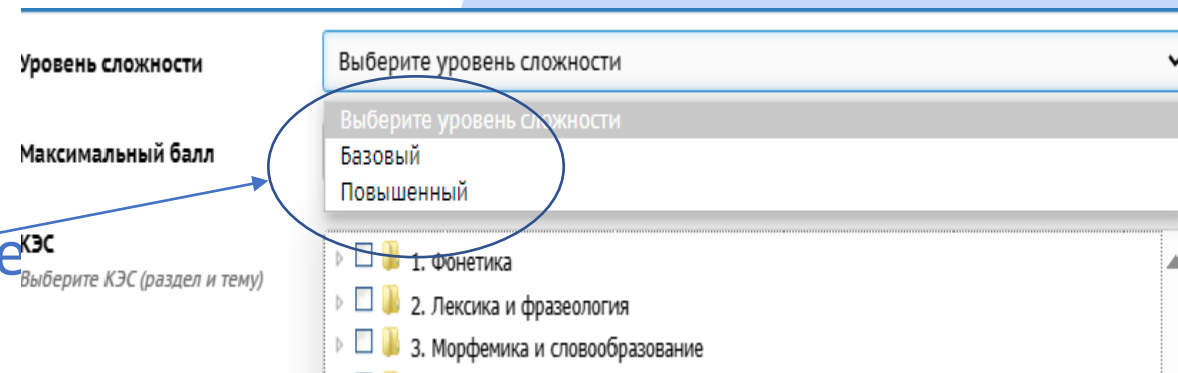 Уровень сложности
Выберите уровень сложности
Выберите уровень сложности
Базовый
Повышенный
Максимальный балл
е
КЭС
Выберите КЭС (раздел и тему)
1. Фонетика
2. Лексика и фразеология
3. Морфемика и словообразование